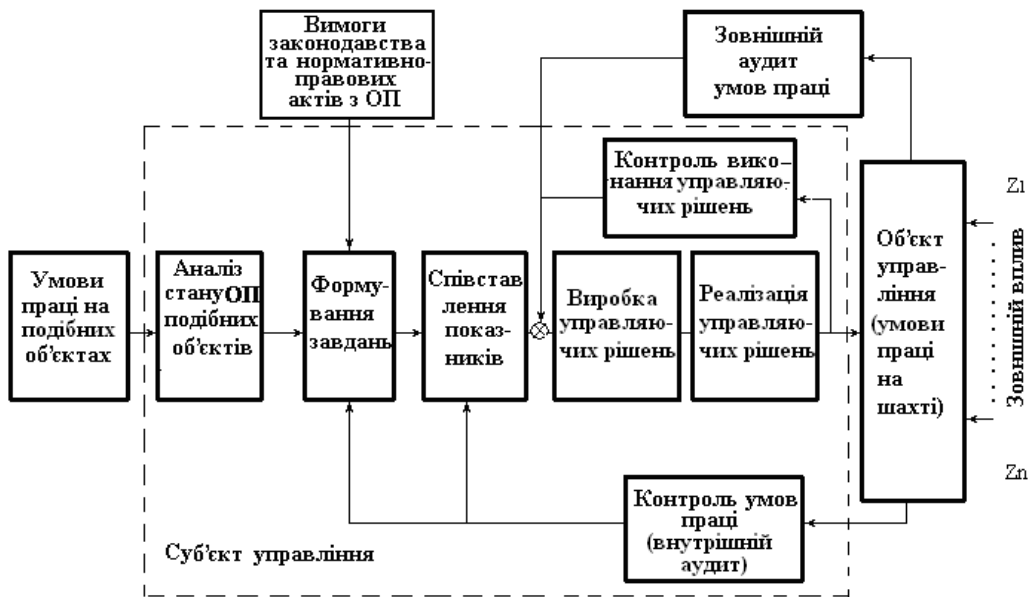 Вимоги
законодавства
та нормативно-
правових
актів з ОП
Зовнішній
аудит
умов праці
Контроль вико-
нання управляю-
чих рішень
Умови
праці на
подібних
об'єктах
Аналіз
стану ОП
подібних
об'єктів
Форму-
вання
завдань
Співстав
лення
показ-
ників
Виробка
управляю-
чих рішень
Реалізація
управляю-
чих рішень
Об'єкт
управ-
ління
(умови
праці
на
шахті)
Z1
Зовнішній вплив
Zn
Контроль умов
праці
(внутрішній
аудит)
Суб'єкт управління